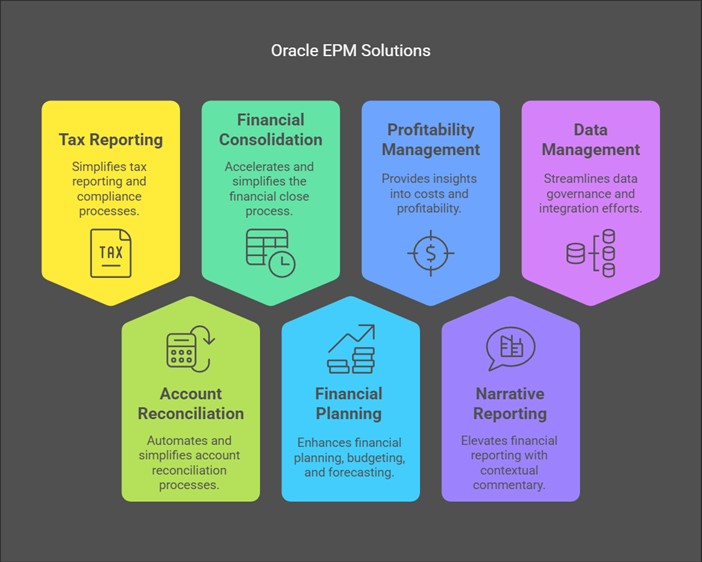 Oracle EPM Solutions
Tax Reporting
Simplifies tax
reporting and
compliance
processes.
TAX
Financial
Consolidation
Accelerates and
simplifies the
financial close
process.
Profitability
Management
Provides insights
into costs and
profitability.
$
Data
Management
Streamlines data
governance and
integration efforts.
Account
Reconciliation
Automates and
simplifies account
reconciliation
processes.
Financial
Planning
Enhances financial
planning, budgeting,
and forecasting.
Narrative
Reporting
Elevates financial
reporting with
contextual
commentary.